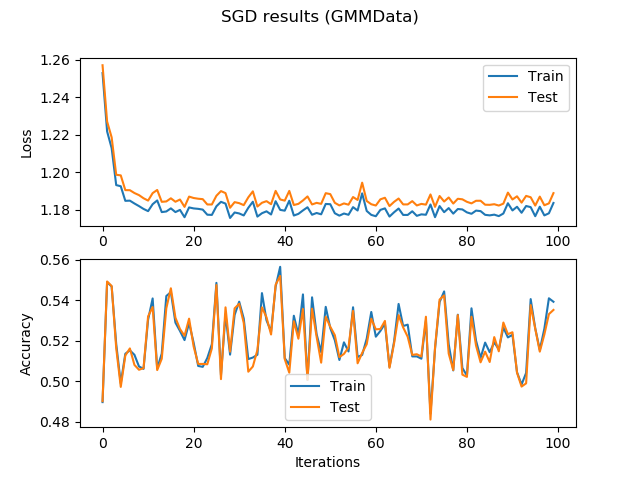 SGD results (GMMData)
1.26
1.24
1.22
1.20
1.18
Loss
Train
Test
0 20 40 60 80 100
0.56
0.54
0.52
0.50
0.48
Accuracy
Train
Test
0 20 40 60 80 100
Iterations